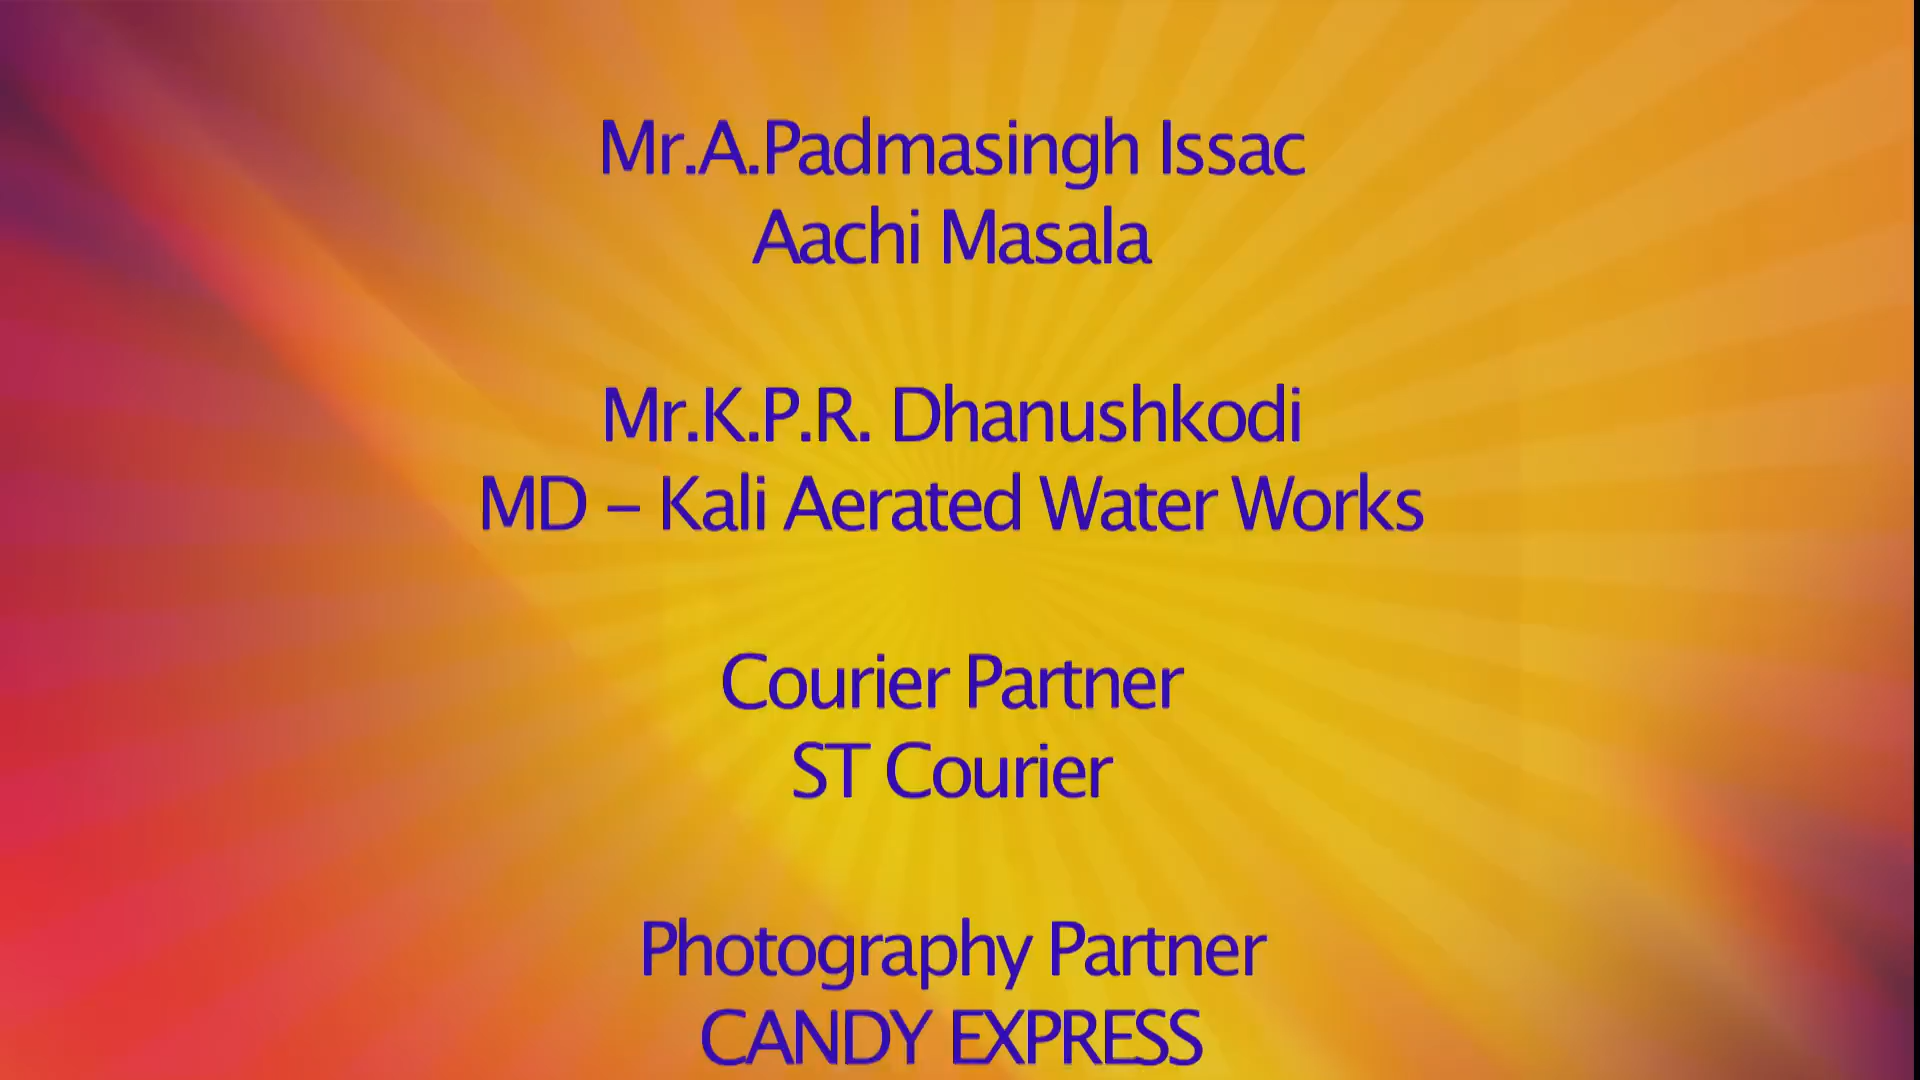 Mr.A.Padmasingh Issac
Aachi Masala
Mr.K.P.R. Dhanushkodi
MD – Kali Aerated Water Works
Courier Partner
ST Courier
Photography Partner
CANDY EXPRESS